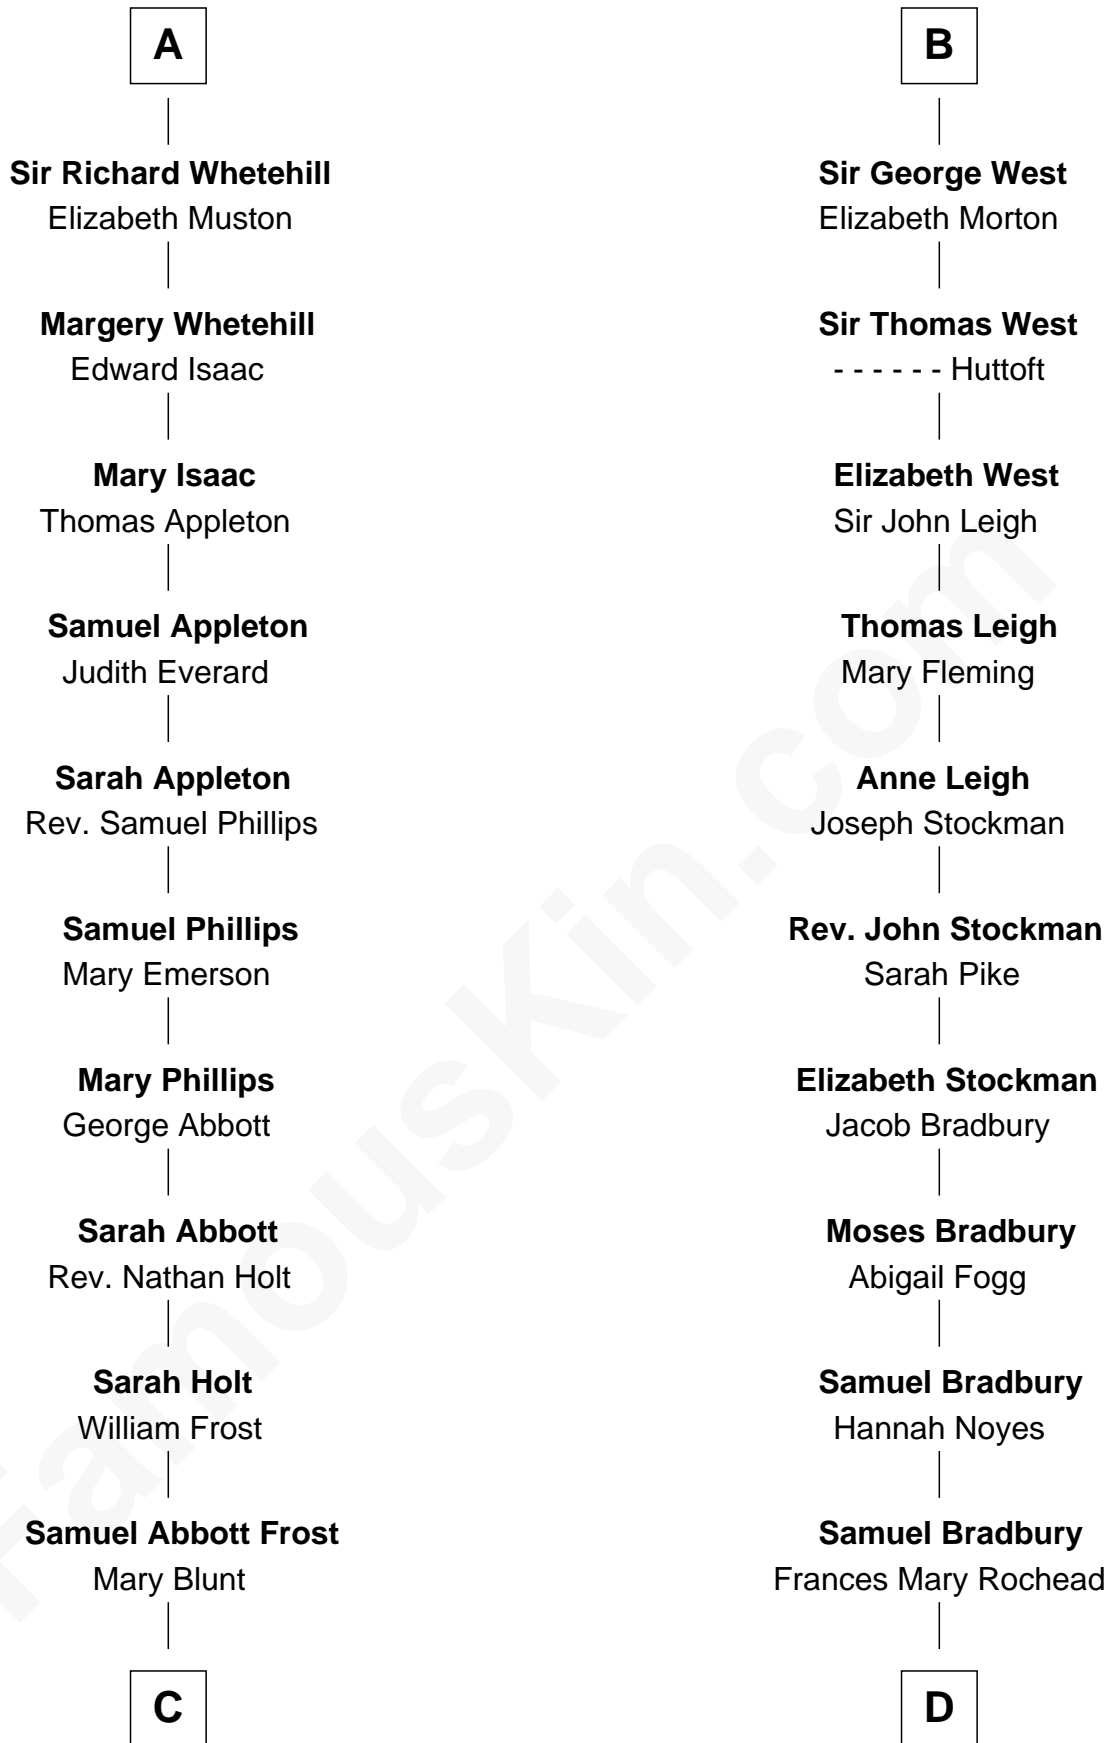 A
Sir Richard Whetehill
Elizabeth Muston
Margery Whetehill
Edward Isaac
Mary Isaac
Thomas Appleton
Samuel Appleton
Judith Everard
Sarah Appleton
Rev. Samuel Phillips
Samuel Phillips
Mary Emerson
Mary Phillips
George Abbott
Sarah Abbott
Rev. Nathan Holt
Sarah Holt
William Frost
Samuel Abbott Frost
Mary Blunt
C
B
Sir George West
Elizabeth Morton
Sir Thomas West
- - - - - - Huttoft
Elizabeth West
Sir John Leigh
Thomas Leigh
Mary Fleming
Anne Leigh
Joseph Stockman
Rev. John Stockman
Sarah Pike
Elizabeth Stockman
Jacob Bradbury
Moses Bradbury
Abigail Fogg
Samuel Bradbury
Hannah Noyes
Samuel Bradbury
Frances Mary Rochead
D
FamousKin.com